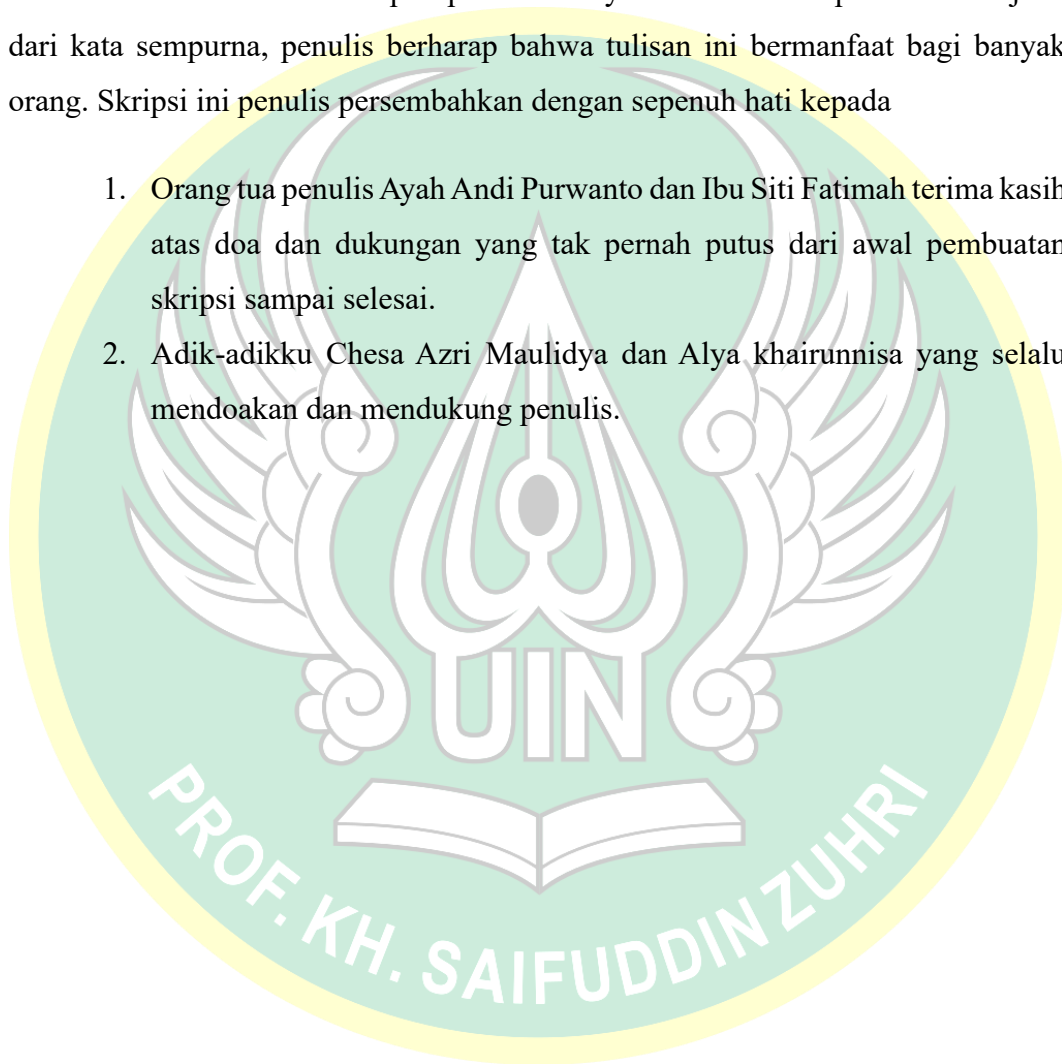 dari kata sempurna, penulis berharap bahwa tulisan ini bermanfaat bagi banyak
orang. Skripsi ini penulis persembahkan dengan sepenuh hati kepada
1. Orang tua penulis Ayah Andi Purwanto dan Ibu Siti Fatimah terima kasih
atas doa dan dukungan yang tak pernah putus dari awal pembuatan
skripsi sampai selesai.
2. Adik-adikku Chesa Azri Maulidya dan Alya khairunnisa yang selalu
mendoakan dan mendukung penulis.
UIN
PROF. KH. SAIFUDDIN ZUHRI